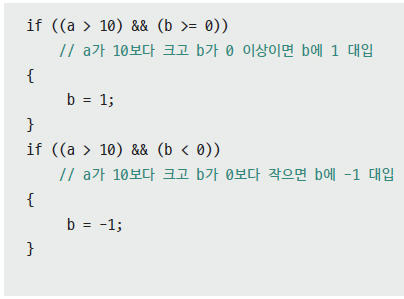 if ((a > 10) && (b >= 0))
// a가 10보다 크고 b가 0 이상이면 b에 1 대입
{
b = 1;
}
if ((a > 10) && (b < 0))
// a가 10보다 크고 b가 0보다 작으면 b에 -1 대입
{
b = -1;
}